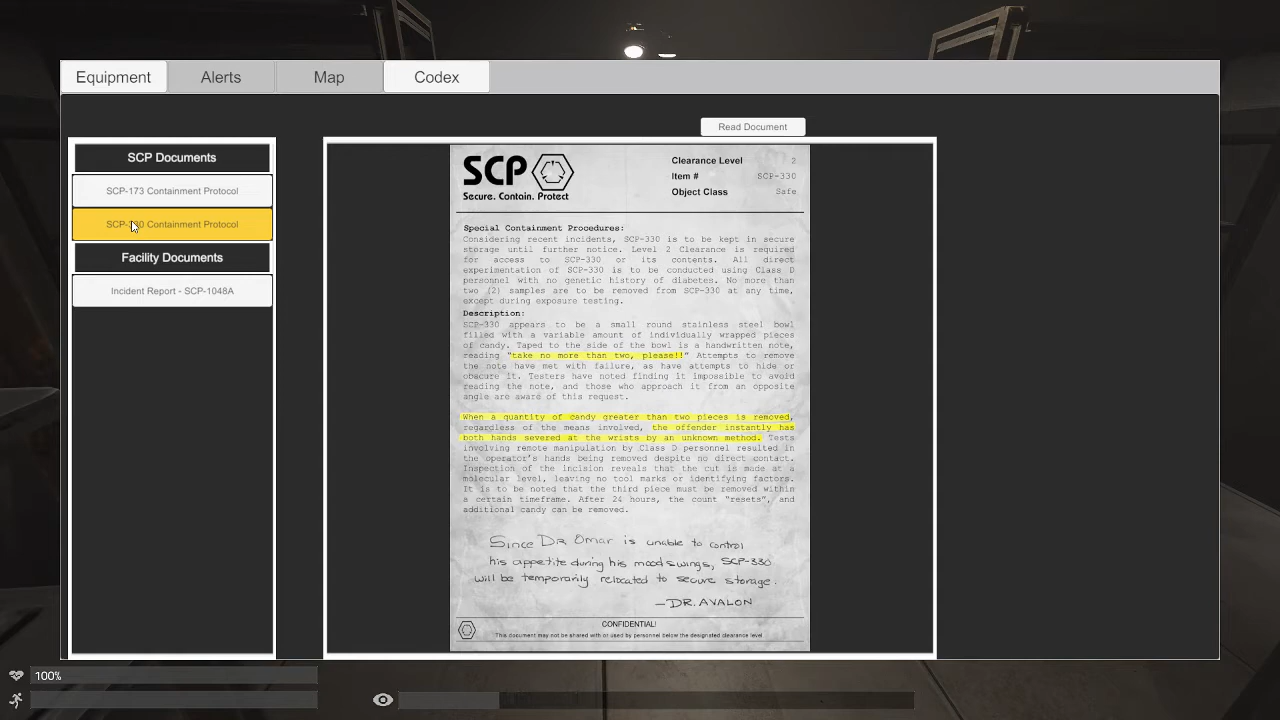 Equipment
Alerts
Map
Codex
Read Document
SCP Documents
SCP-173 Containment Protocol
SCP- 30 Containment Protocol
Facility Documents
Incident Report - SCP-1048A
SCP
Secure. Contain. Protect
Clearance Level 2
Item # SCP-330
Object Class Safe
Special Containment Procedures:
Considering recent incidents, SCP-330 is to be kept in secure
storage until further notice. Level 2 Clearance is required
for access to SCP-330 or its contents. All direct
experimentation of SCP-330 is to be conducted using Class D
personnel with no genetic history of diabetes. No more than
two (2) samples are to be removed from SCP-330 at any time,
except during exposure testing.
Description:
SCP-330 appears to be a small round stainless steel bowl
filled with a variable amount of individually wrapped pieces
of candy. Taped to the side of the bowl is a handwritten note,
reading "take no more than two, please!!" Attempts to remove
the note have met with failure, as have attempts to hide or
obscure it. Testers have noted finding it impossible to avoid
reading the note, and those who approach it from an opposite
angle are aware of this request.
When a quantity of candy greater than two pieces is removed,
regardless of the means involved, the offender instantly has
both hands severed at the wrists by an unknown method. Tests
involving remote manipulation by Class D personnel resulted in
the operator's hands being removed despite no direct contact.
Inspection of the incision reveals that the cut is made at a
molecular level, leaving no tool marks or identifying factors.
It is to be noted that the third piece must be removed within
a certain timeframe. After 24 hours, the count "resets", and
additional candy can be removed.
Since Dr Omar is unable to control
his appetite during his mood swings, SCP-330
will be temporarily relocated to secure storage.
—DR. AVALON
CONFIDENTIAL!
This document may not be shared with or used by personnel below the designated clearance level
100%